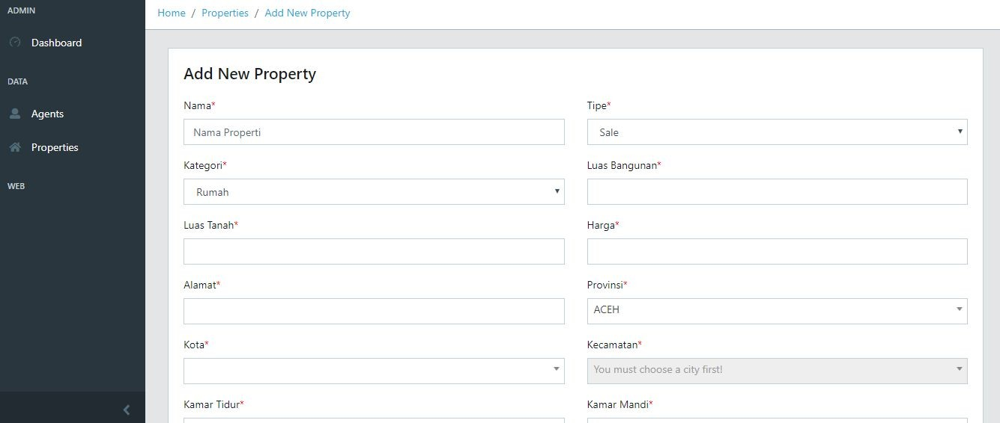 ADMIN
Dashboard
DATA
Agents
Properties
WEB
Home / Properties / Add New Property
Add New Property
Nama*
Nama Properti
Tipe*
Sale
Kategori*
Rumah
Luas Bangunan*
Luas Tanah*
Harga*
Alamat*
Provinsi*
ACEH
Kota*
Kecamatan*
You must choose a city first!
Kamar Tidur*
Kamar Mandi*